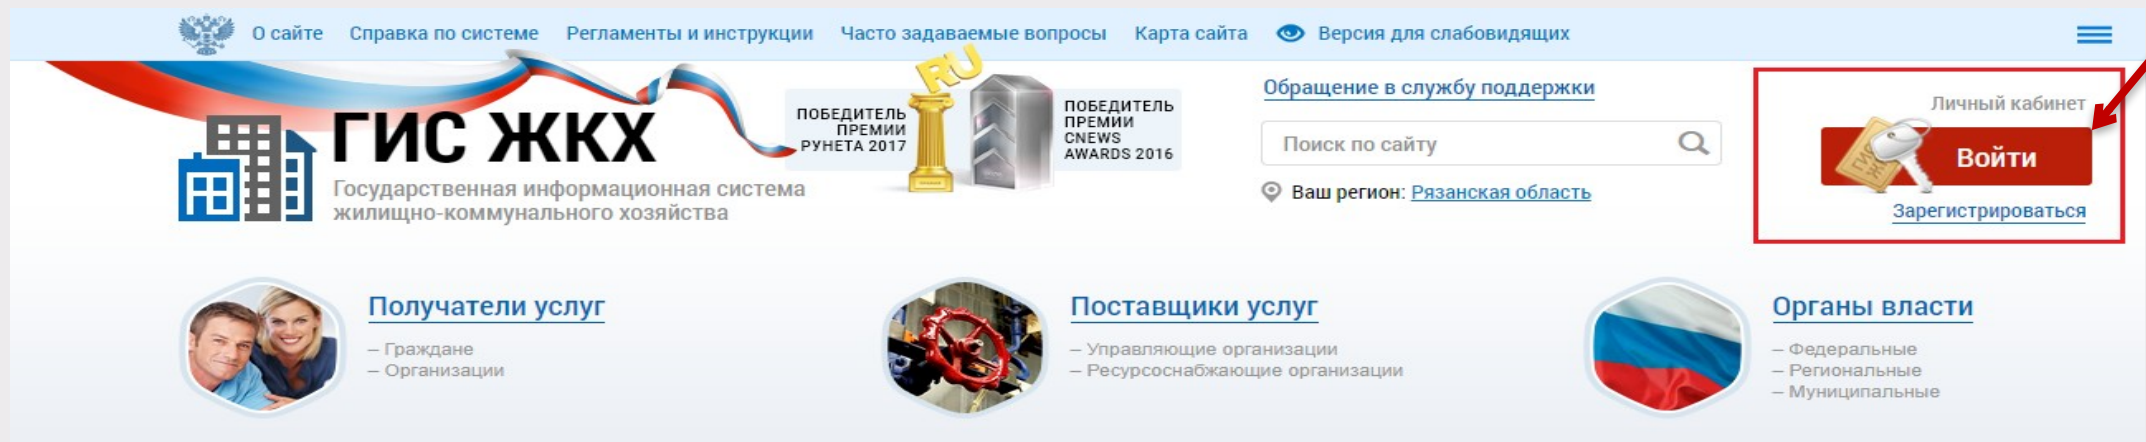 О сайте Справка по системе Регламенты и инструкции Часто задаваемые вопросы Карта сайта Версия для слабовидящих
ГИС ЖКХ
Государственная информационная система
жилищно-коммунального хозяйства
ПОБЕДИТЕЛЬ
ПРЕМИИ
РУНЕТА 2017
RU
ПОБЕДИТЕЛЬ
ПРЕМИИ
CNEWS
AWARDS 2016
Обращение в службу поддержки
Поиск по сайту
Ваш регион: Рязанская область
Личный кабинет
ГИС
ЖК
Войти
Зарегистрироваться
Получатели услуг
– Граждане
– Организации
Поставщики услуг
– Управляющие организации
– Ресурсоснабжающие организации
Органы власти
– Федеральные
– Региональные
– Муниципальные